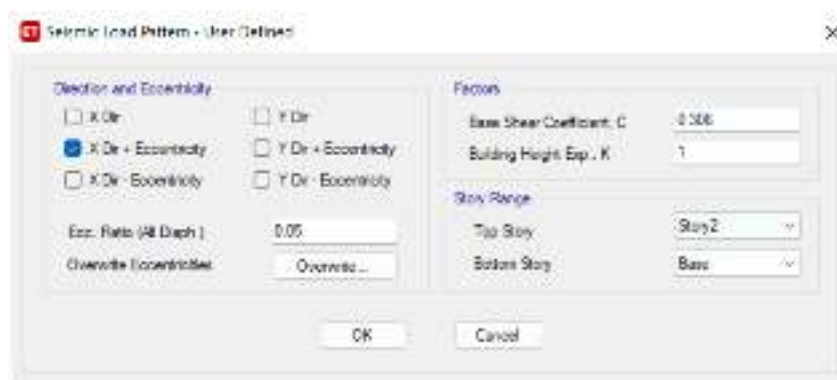 ET Seismic Load Pattern - User Defined
Direction and Eccentricity
X Dir
Y Dir
X Dir + Eccentricity
Y Dir + Eccentricity
X Dir - Eccentricity
Y Dir - Eccentricity
Ecc. Ratio (All Diaph.)
0.05
Overwrite Eccentricities
Overwrite...
Factors
Base Shear Coefficient, C
Building Height Exp., K
1
Story Range
Top Story
Story2
Bottom Story
Base
OK
Cancel